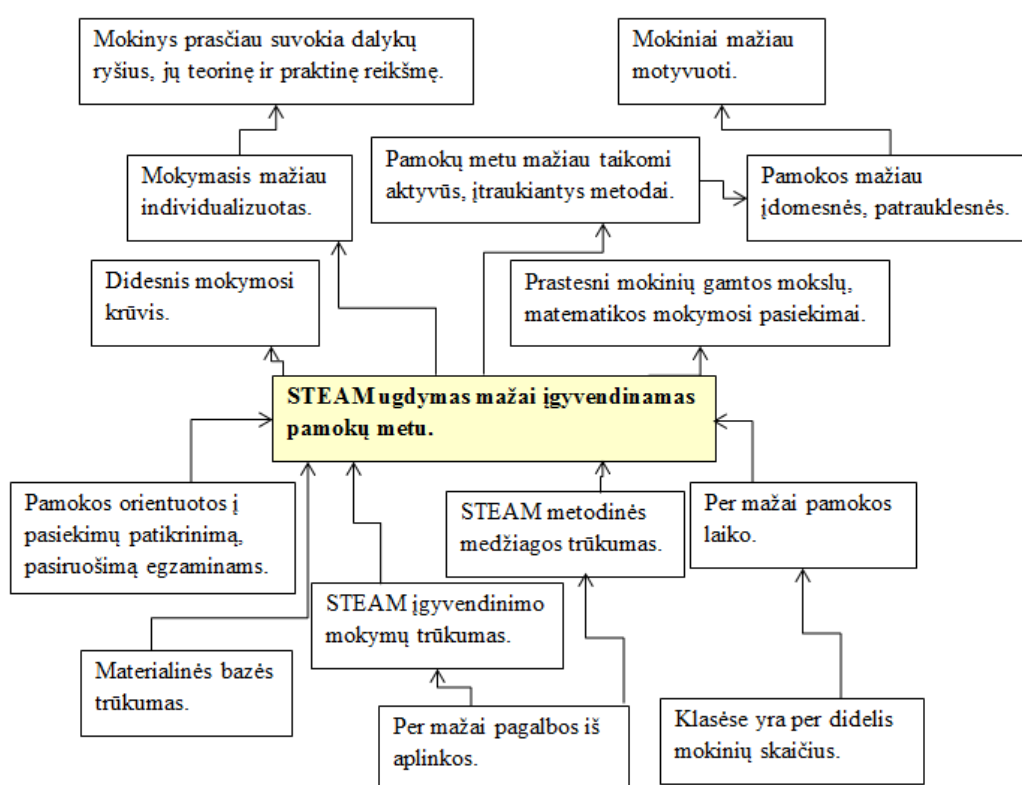 Mokinys prasčiau suvokia dalykų
ryšius, jų teorinę ir praktinę reikšmę.
Mokiniai mažiau
motyvuoti.
Mokymasis mažiau
individualizuotas.
Pamokų metu mažiau taikomi
aktyvūs, įtraukiantys metodai.
Pamokos mažiau
įdomesnės, patrauklesnės.
Didesnis mokymosi
krūvis.
Prastesni mokinių gamtos mokslų,
matematikos mokymosi pasiekimai.
STEAM ugdymas mažai įgyvendinamas
pamokų metu.
Pamokos orientuotos į
pasiekimų patikrinimą,
pasiruošimą egzaminams.
STEAM metodinės
medžiagos trūkumas.
Per mažai pamokos
laiko.
STEAM įgyvendinimo
mokymų trūkumas.
Materialinės bazės
trūkumas.
Per mažai pagalbos iš
aplinkos.
Klasėse yra per didelis
mokinių skaičius.